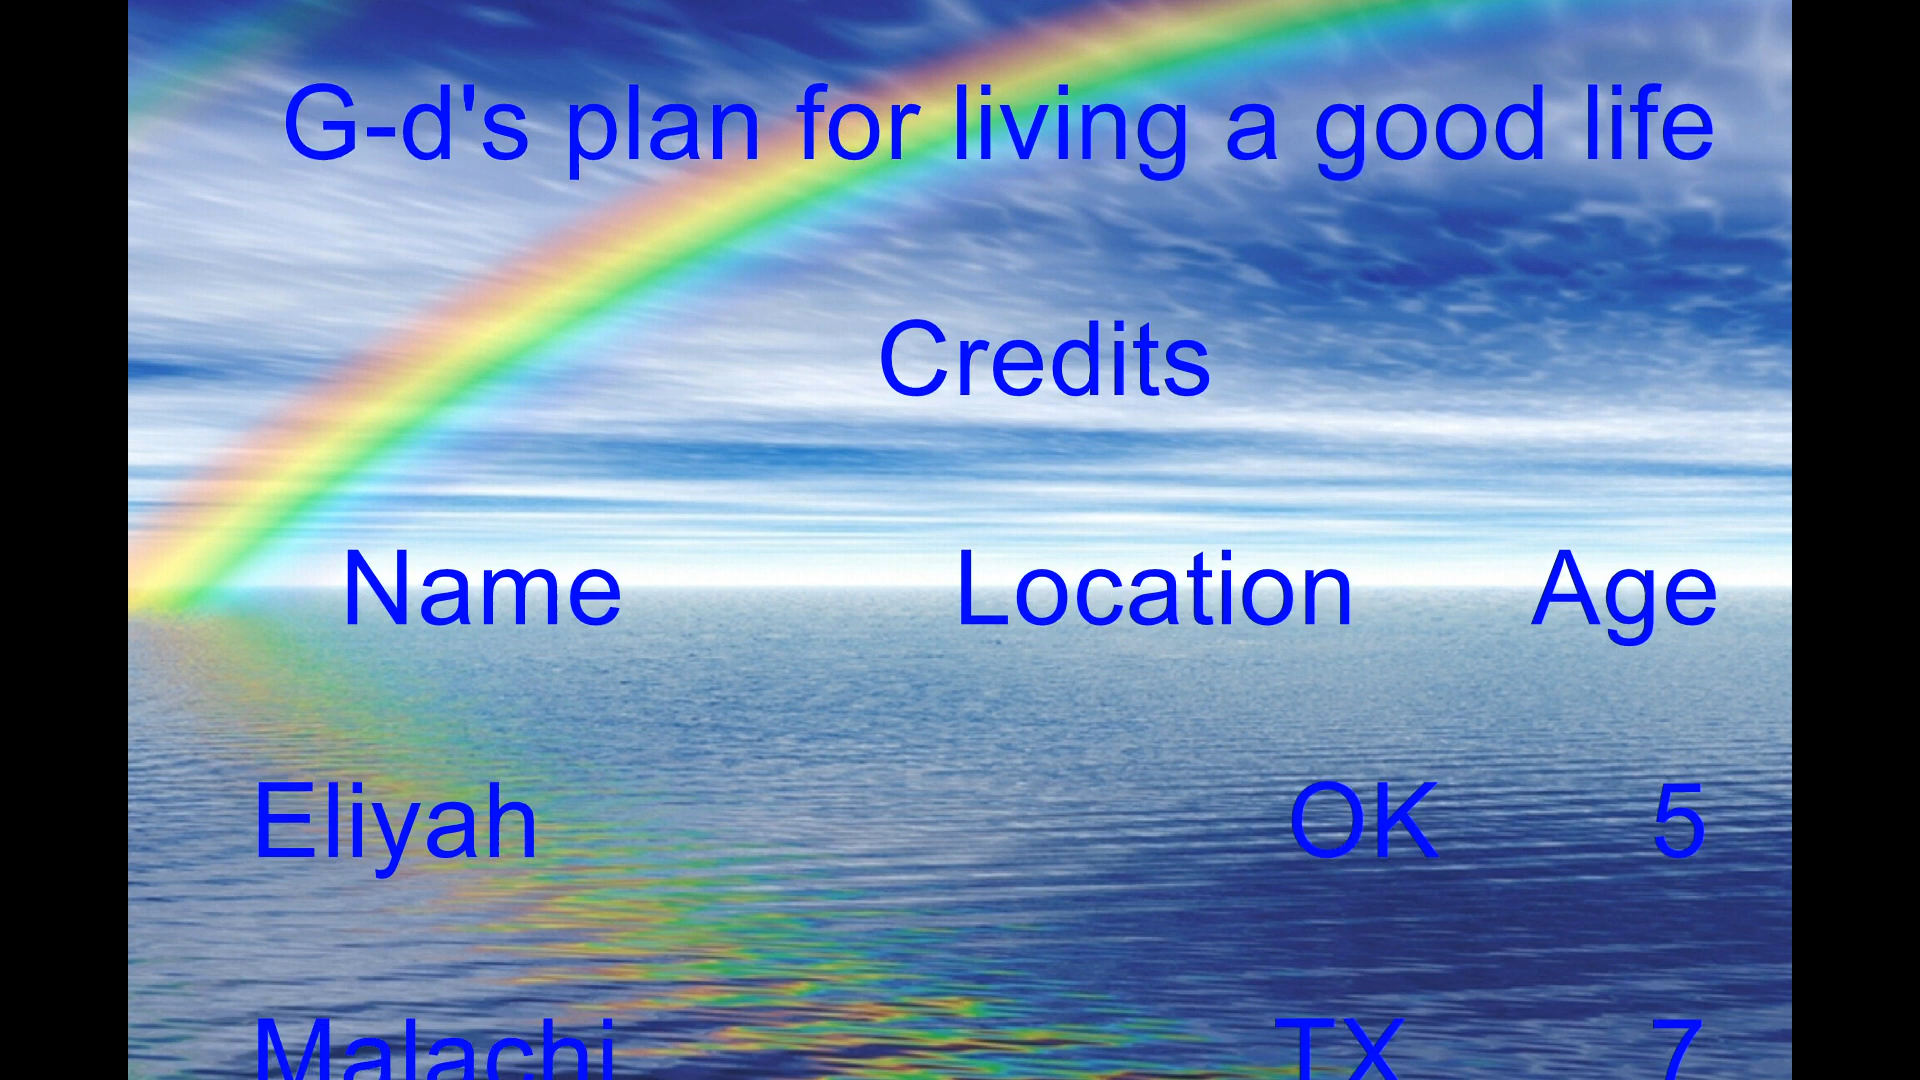 G-d's plan for living a good life
Credits
Name Location Age
Eliyah OK 5
Malachi TX 7